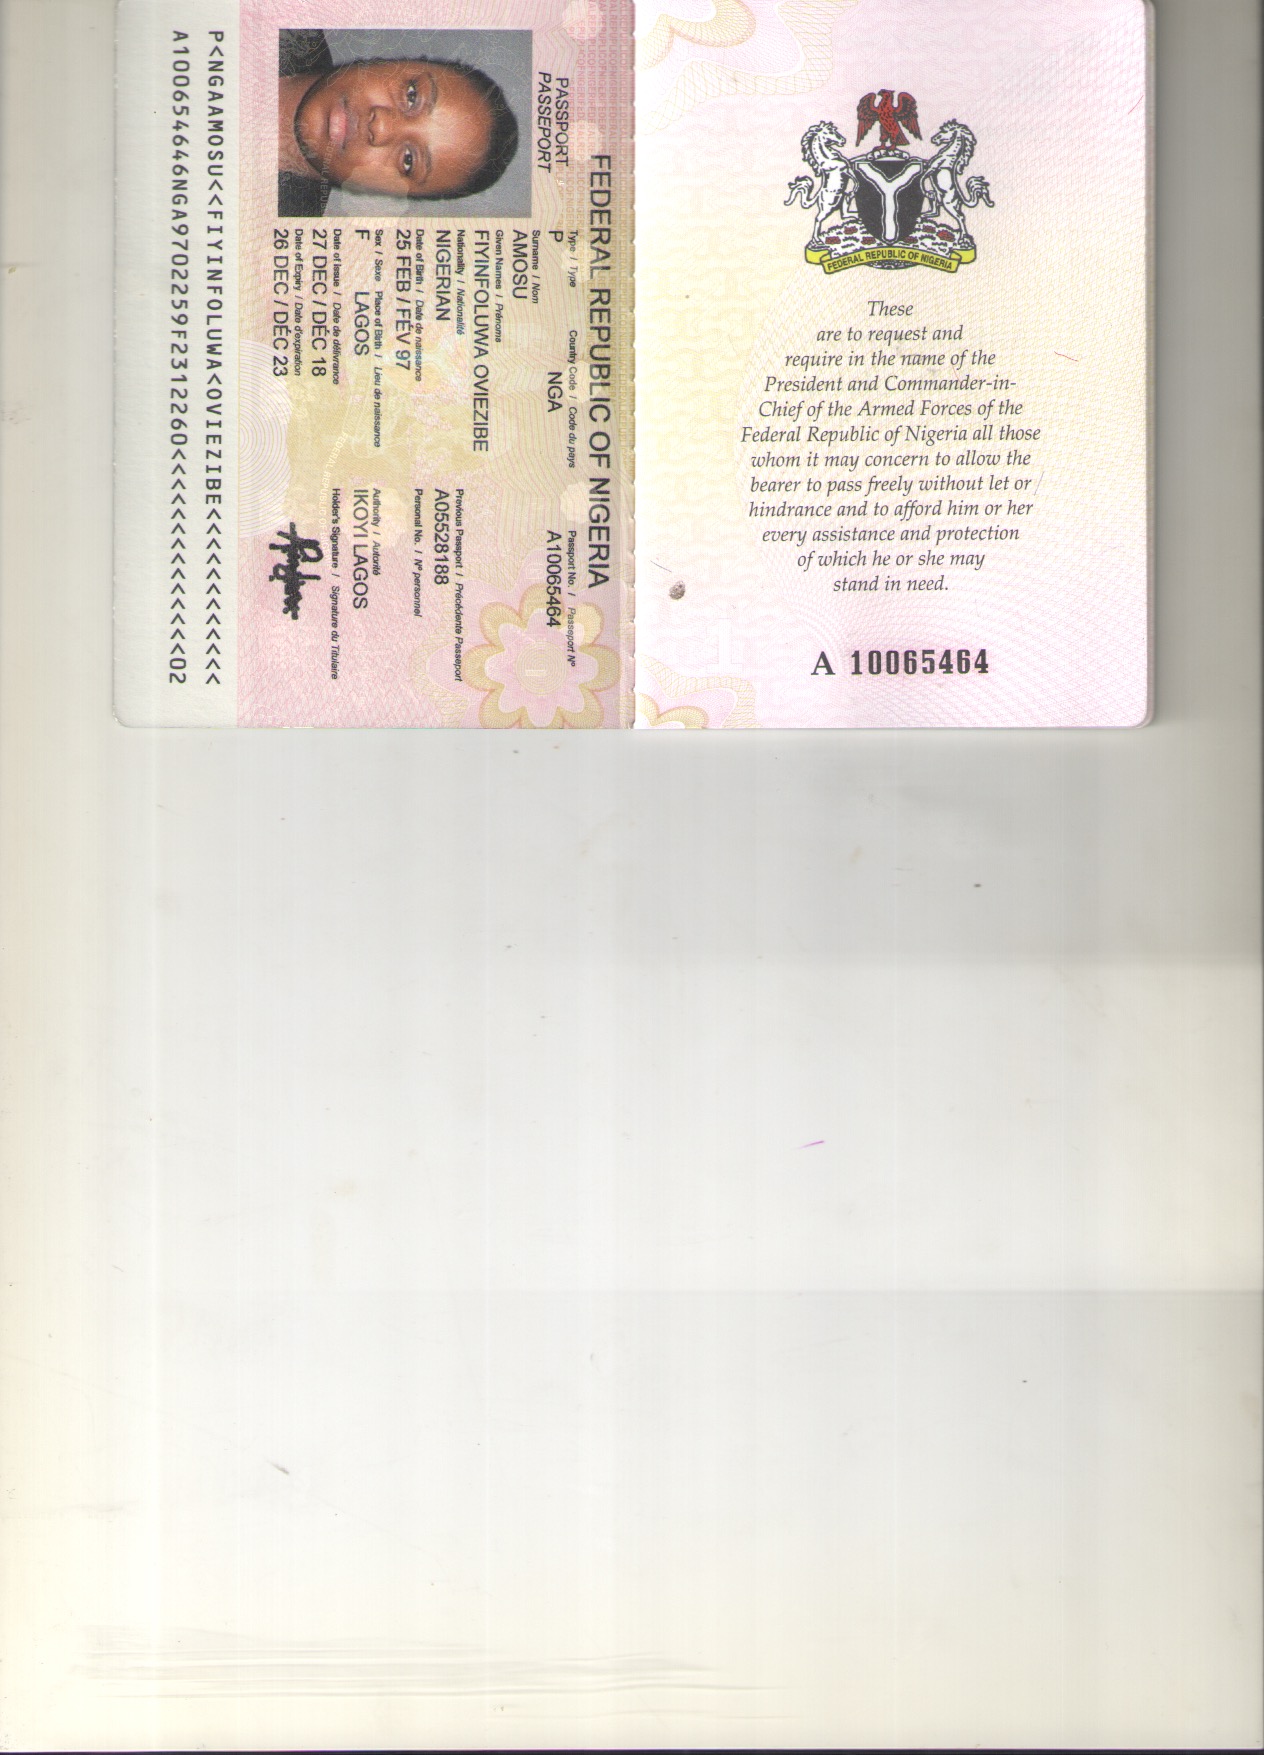 FEDERAL REPUBLIC OF NIGERIA
These
are to request and
require in the name of the
President and Commander-in-
Chief of the Armed Forces of the
Federal Republic of Nigeria all those
whom it may concern to allow the
bearer to pass freely without let or
hindrance and to afford him or her
every assistance and protection
of which he or she may
stand in need.
A 10065464
FEDERAL REPUBLIC OF NIGERIA
PASSPORT
PASSEPORT
Type / Type Country Code / Code du pays Passport No. / Passeport N°
P NGA A10065464
Surname / Nom
AMOSU
Given Names / Prénoms
FIYINFOLUWA OVIEZIBE
Nationality / Nationalité Previous Passport / Précédente Passeport
NIGERIAN A05528188
Date of Birth / Date de naissance Personal No. / N° personnel
25 FEB / FÉV 97
Sex / Sexe Place of Birth / Lieu de naissance Authority / Autorité
F LAGOS IKOYI LAGOS
Date of Issue / Date de délivrance Holder's Signature / Signature du Titulaire
27 DEC / DÉC 18
Date of Expiry / Date d'expiration
26 DEC / DÉC 23
P<NGAAMOSU<<FIYINFOLUWA<OVIEZIBE<<<<<<<<<<<<
A100654646NGA9702259F2312260<<<<<<<<<<<<<<02